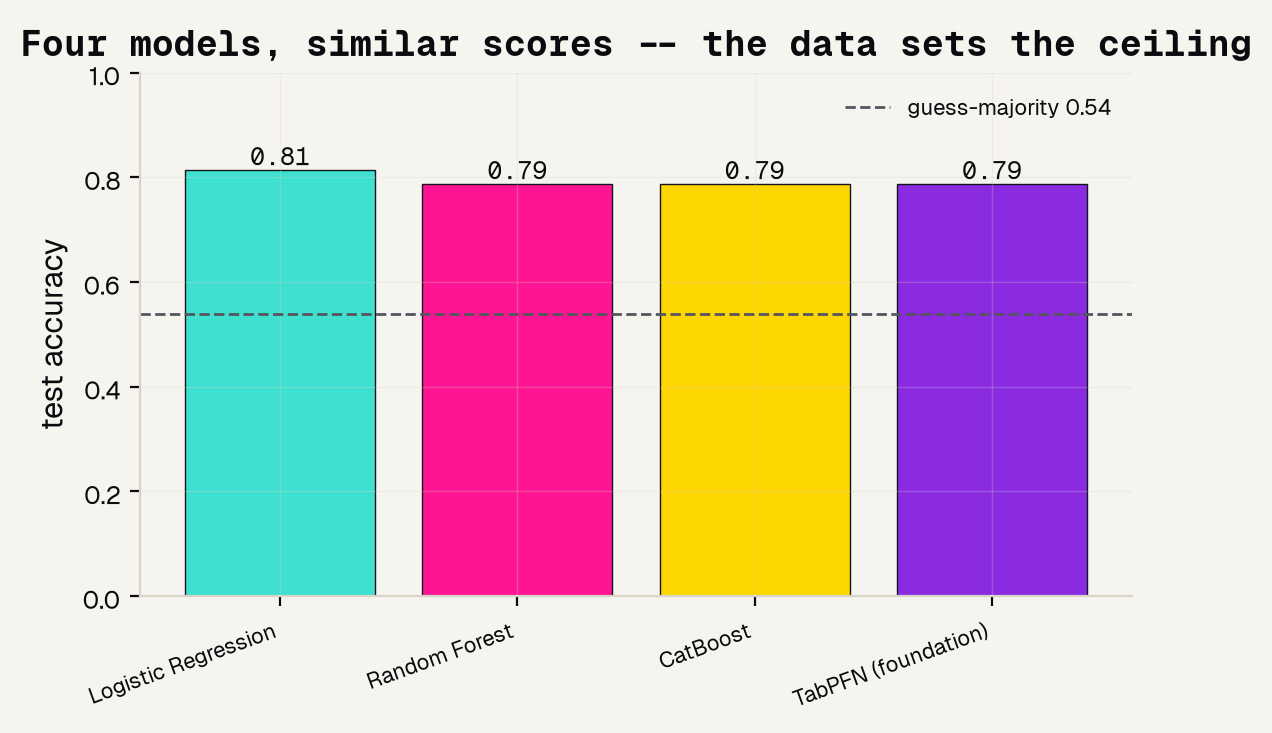 Four models, similar scores -- the data sets the ceiling
guess-majority 0.54
test accuracy
1.0
0.8
0.6
0.4
0.2
0.0
0.81
0.79
0.79
0.79
Logistic Regression
Random Forest
CatBoost
TabPFN (foundation)